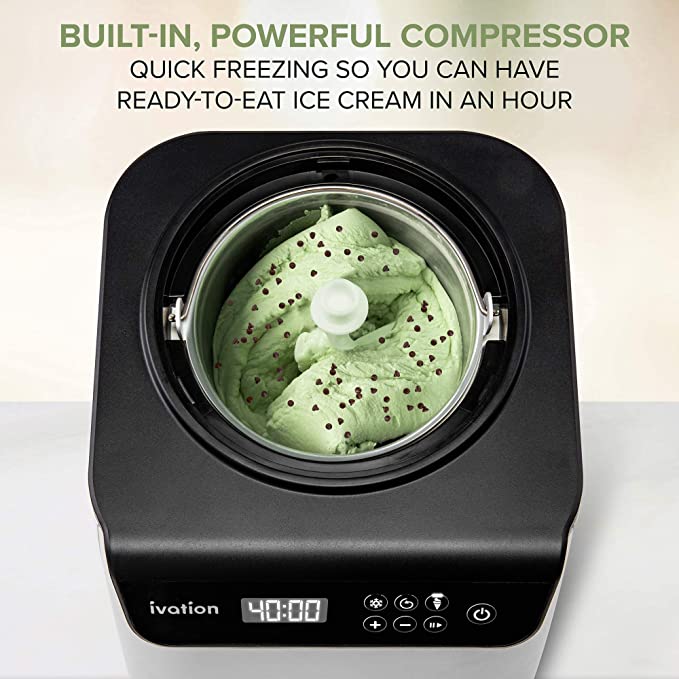 BUILT-IN, POWERFUL COMPRESSOR
QUICK FREEZING SO YOU CAN HAVE
READY-TO-EAT ICE CREAM IN AN HOUR
ivation
40:00